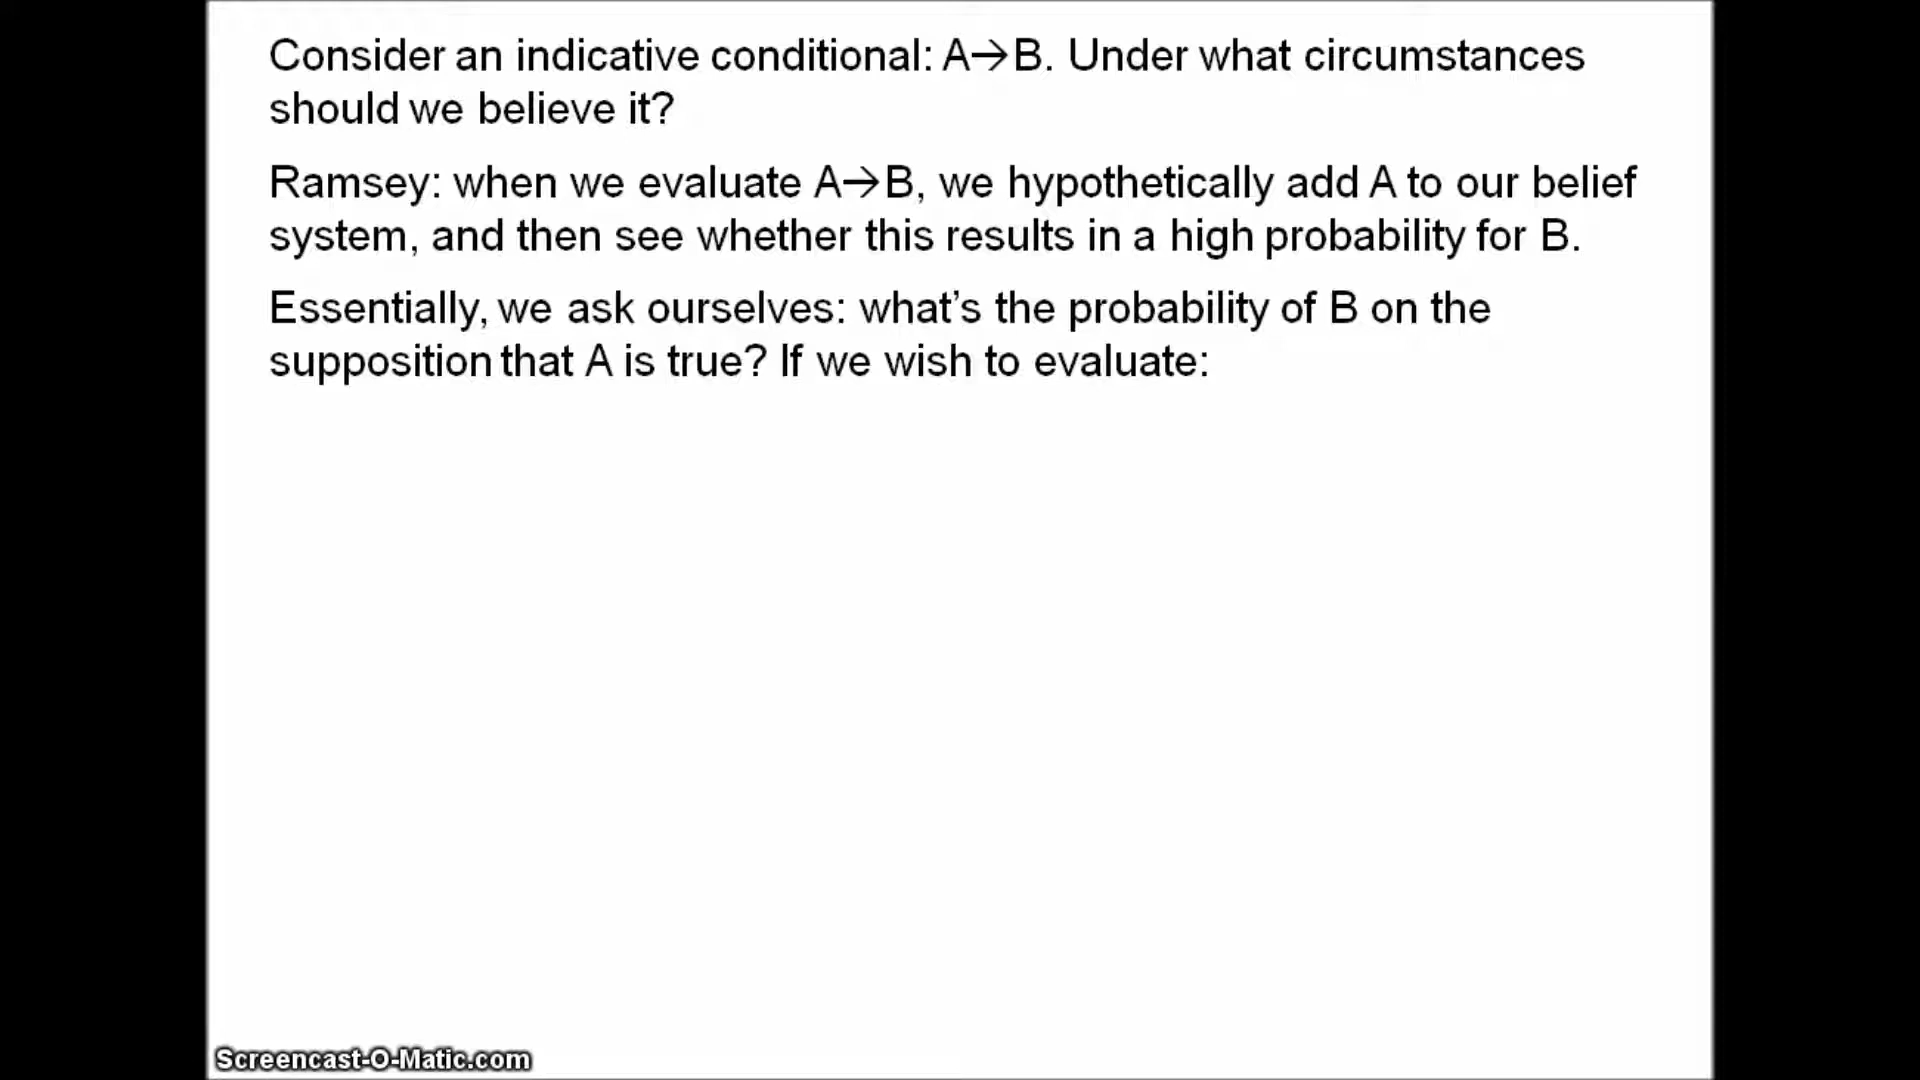 Consider an indicative conditional: A→B. Under what circumstances
should we believe it?
Ramsey: when we evaluate A→B, we hypothetically add A to our belief
system, and then see whether this results in a high probability for B.
Essentially, we ask ourselves: what's the probability of B on the
supposition that A is true? If we wish to evaluate:
Screencast-O-Matic.com